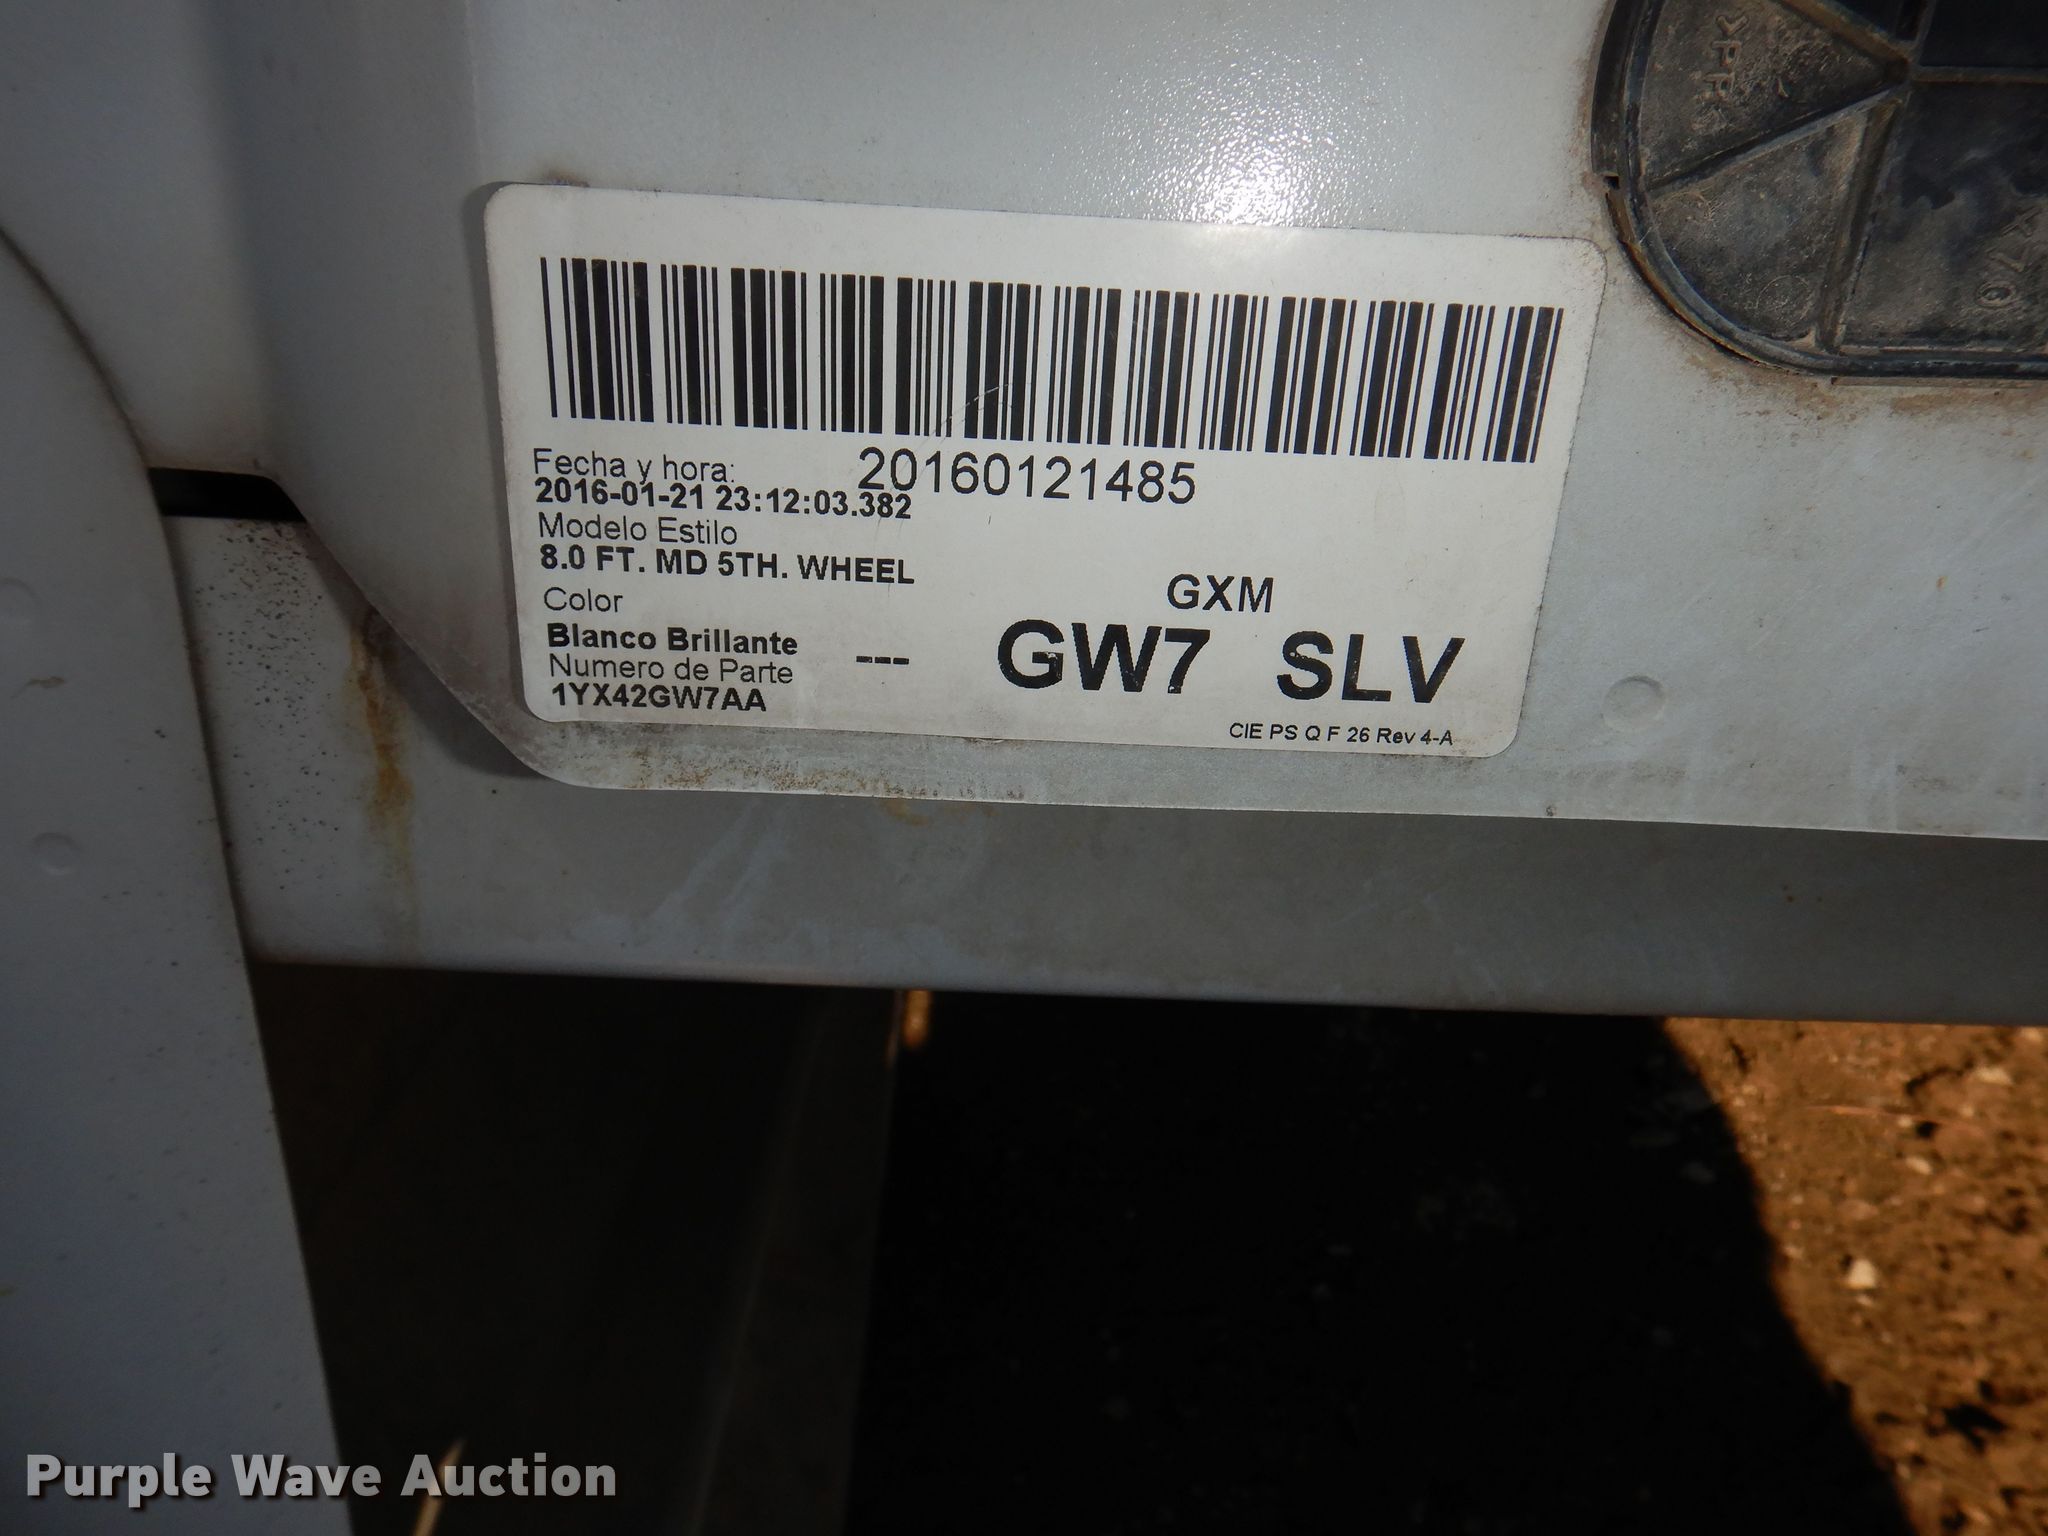 >PP<
Fecha y hora: 20160121485
2016-01-21 23:12:03.382
Modelo Estilo
8.0 FT. MD 5TH. WHEEL
GXM
Color
Blanco Brillante --- GW7 SLV
Numero de Parte
1YX42GW7AA
CIE PS Q F 26 Rev 4-A
Purple Wave Auction